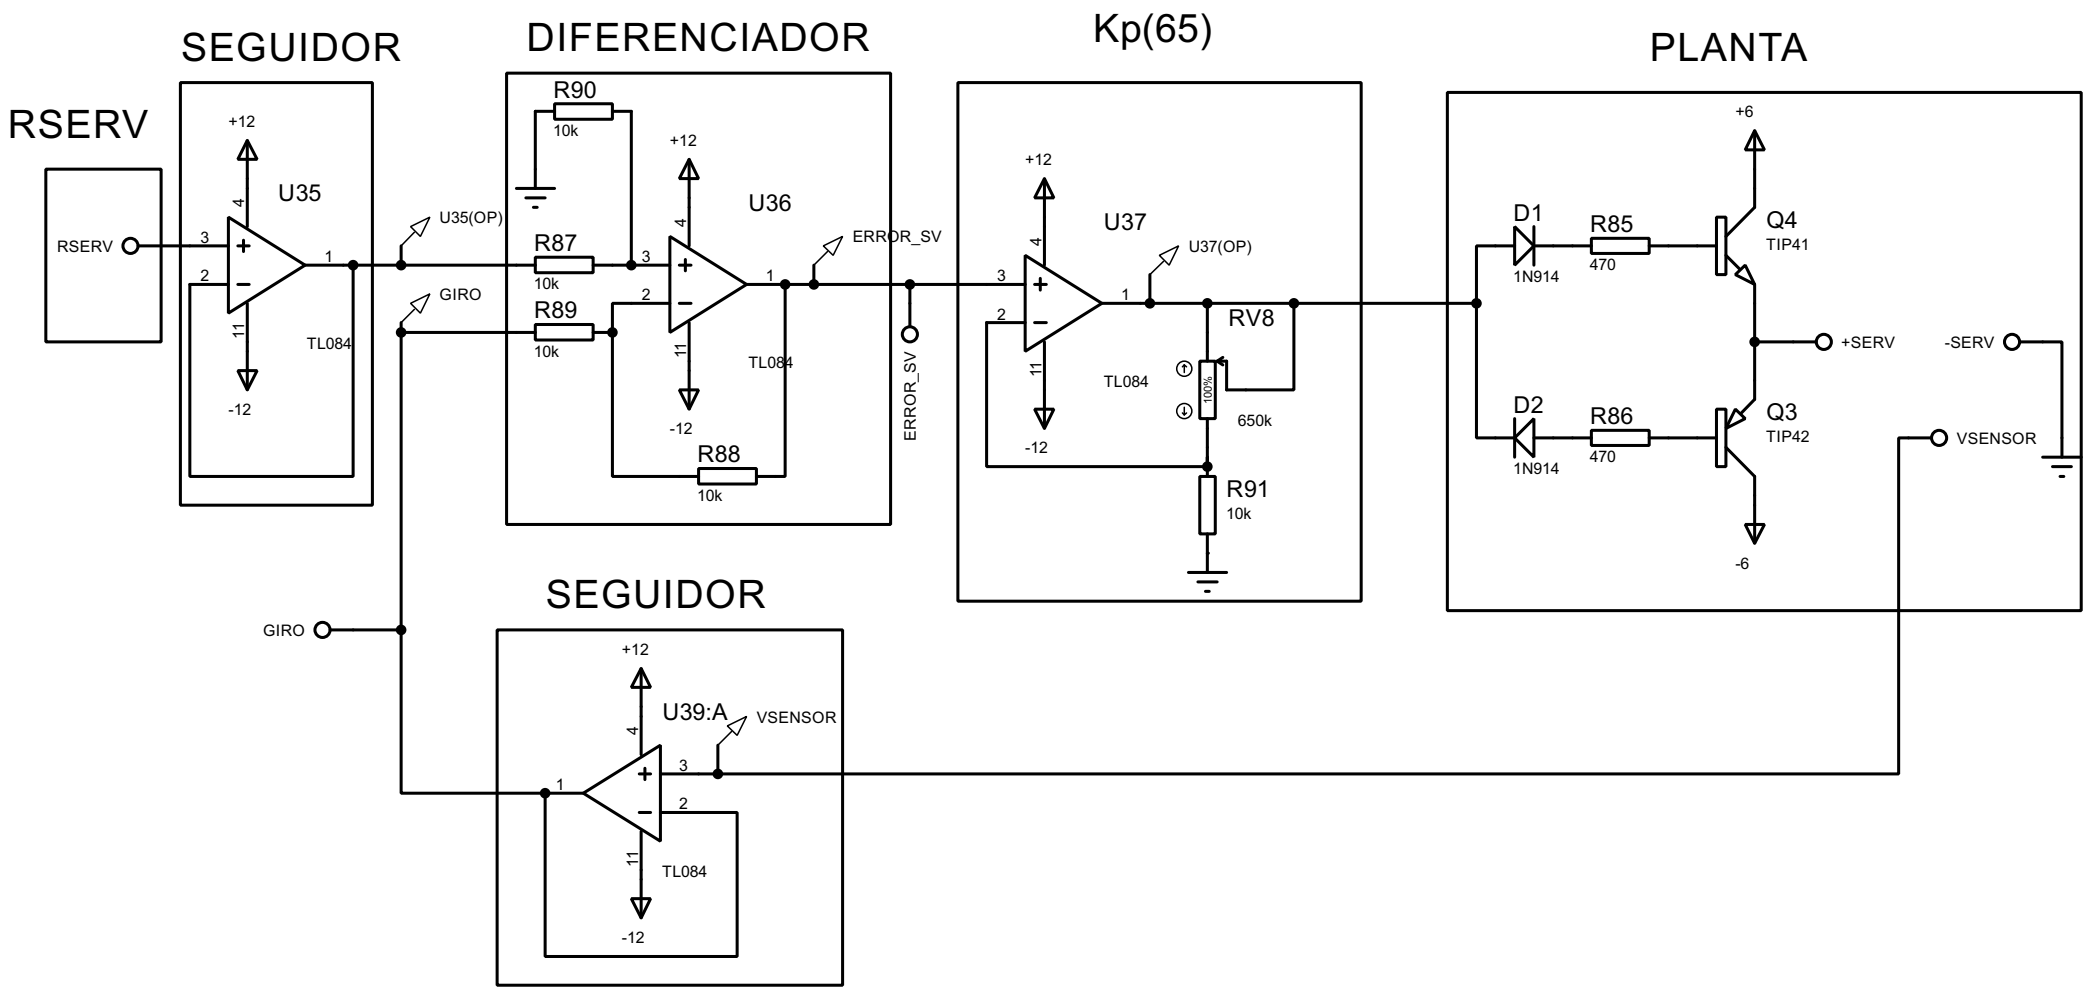 SEGUIDOR
DIFERENCIADOR
Kp(65)
PLANTA
RSERV
RSERV
+12
4
U35
3
2
1
11
TL084
-12
U35(OP)
GIRO
R90
10k
R87
10k
R89
10k
+12
4
U36
3
2
1
11
TL084
-12
R88
10k
ERROR_SV
ERROR_SV
+12
4
U37
3
2
1
11
TL084
-12
U37(OP)
RV8
100%
650k
R91
10k
+6
D1
1N914
R85
470
Q4
TIP41
+SERV
-SERV
D2
1N914
R86
470
Q3
TIP42
VSENSOR
-6
SEGUIDOR
GIRO
+12
4
U39:A
VSENSOR
3
2
1
11
TL084
-12